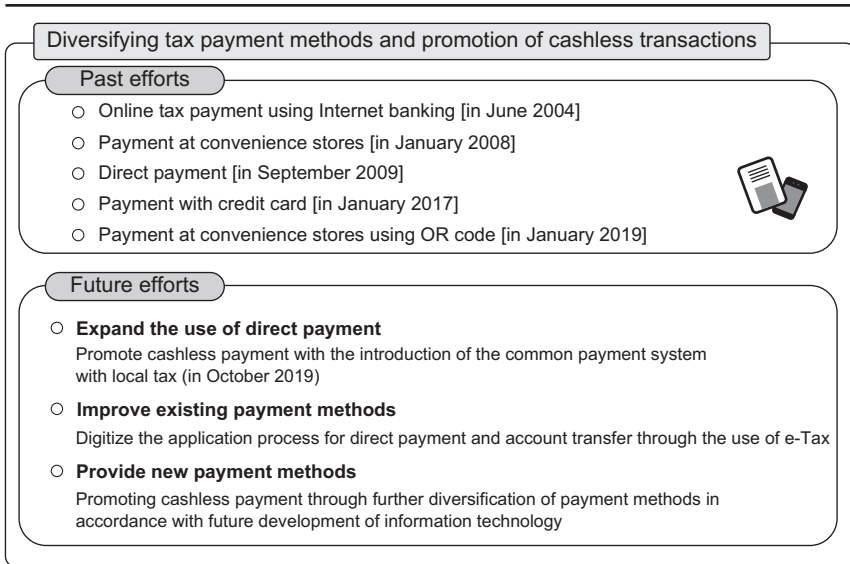 Diversifying tax payment methods and promotion of cashless transactions
Past efforts
○ Online tax payment using Internet banking [in June 2004]
○ Payment at convenience stores [in January 2008]
○ Direct payment [in September 2009]
○ Payment with credit card [in January 2017]
○ Payment at convenience stores using OR code [in January 2019]
Future efforts
○ Expand the use of direct payment
Promote cashless payment with the introduction of the common payment system
with local tax (in October 2019)
○ Improve existing payment methods
Digitize the application process for direct payment and account transfer through the use of e-Tax
○ Provide new payment methods
Promoting cashless payment through further diversification of payment methods in
accordance with future development of information technology